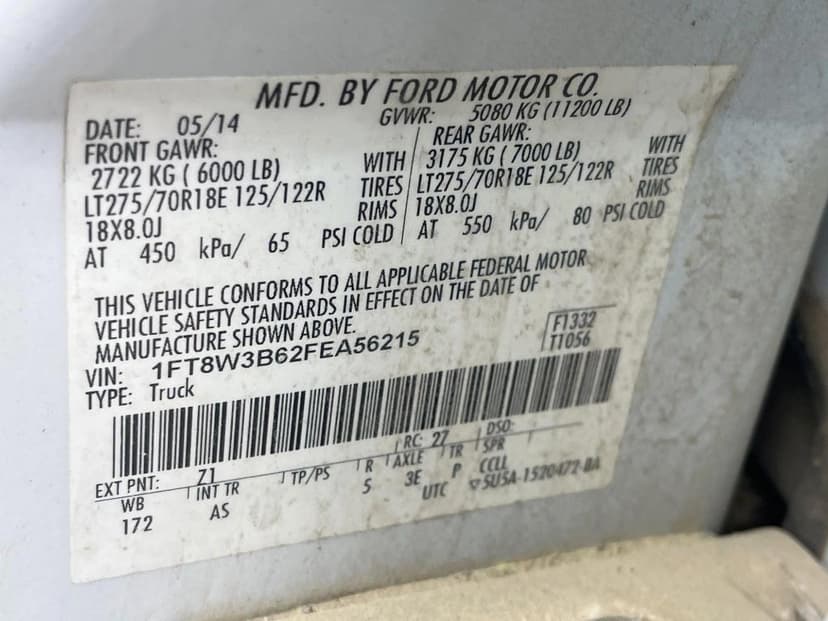 MFD. BY FORD MOTOR CO.
DATE: 05/14 GVWR: 5080 KG (11200 LB)
FRONT GAWR: REAR GAWR:
2722 KG ( 6000 LB) WITH 3175 KG ( 7000 LB) WITH
LT275/70R18E 125/122R TIRES LT275/70R18E 125/122R TIRES
18X8.0J RIMS 18X8.0J RIMS
AT 450 kPa/ 65 PSI COLD AT 550 kPa/ 80 PSI COLD
THIS VEHICLE CONFORMS TO ALL APPLICABLE FEDERAL MOTOR
VEHICLE SAFETY STANDARDS IN EFFECT ON THE DATE OF
MANUFACTURE SHOWN ABOVE.
VIN: 1FT8W3B62FEA56215 F1332
TYPE: Truck T1056
EXT PNT: Z1 RC: 27 DSO:
WB INT TR TP/PS R AXLE TR SPR
172 AS 5 3E P CCLL
UTC ▽5U5A-1520472-BA